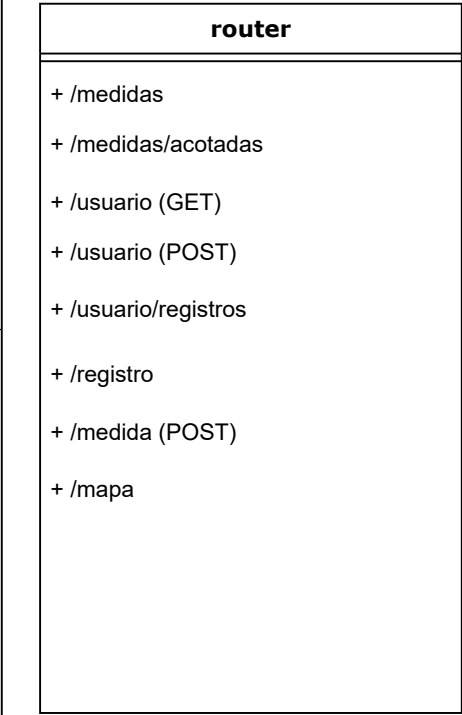 router
+ /medidas
+ /medidas/acotadas
+ /usuario (GET)
+ /usuario (POST)
+ /usuario/registros
+ /registro
+ /medida (POST)
+ /mapa